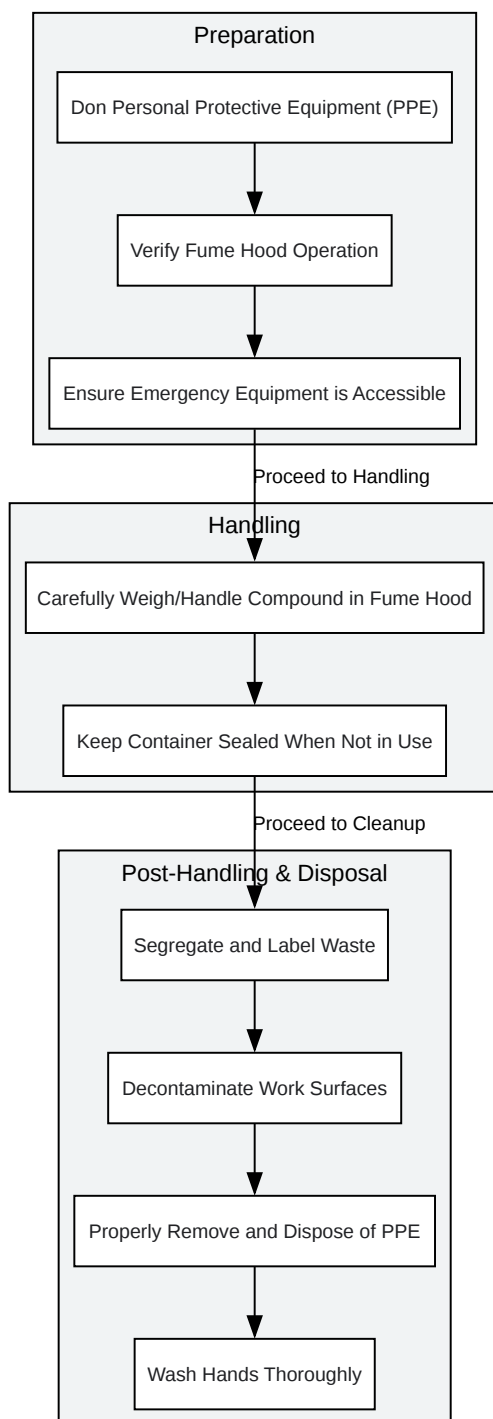 Preparation
Don Personal Protective Equipment (PPE)
Verify Fume Hood Operation
Ensure Emergency Equipment is Accessible
Proceed to Handling
Handling
Carefully Weigh/Handle Compound in Fume Hood
Keep Container Sealed When Not in Use
Proceed to Cleanup
Post-Handling & Disposal
Segregate and Label Waste
Decontaminate Work Surfaces
Properly Remove and Dispose of PPE
Wash Hands Thoroughly